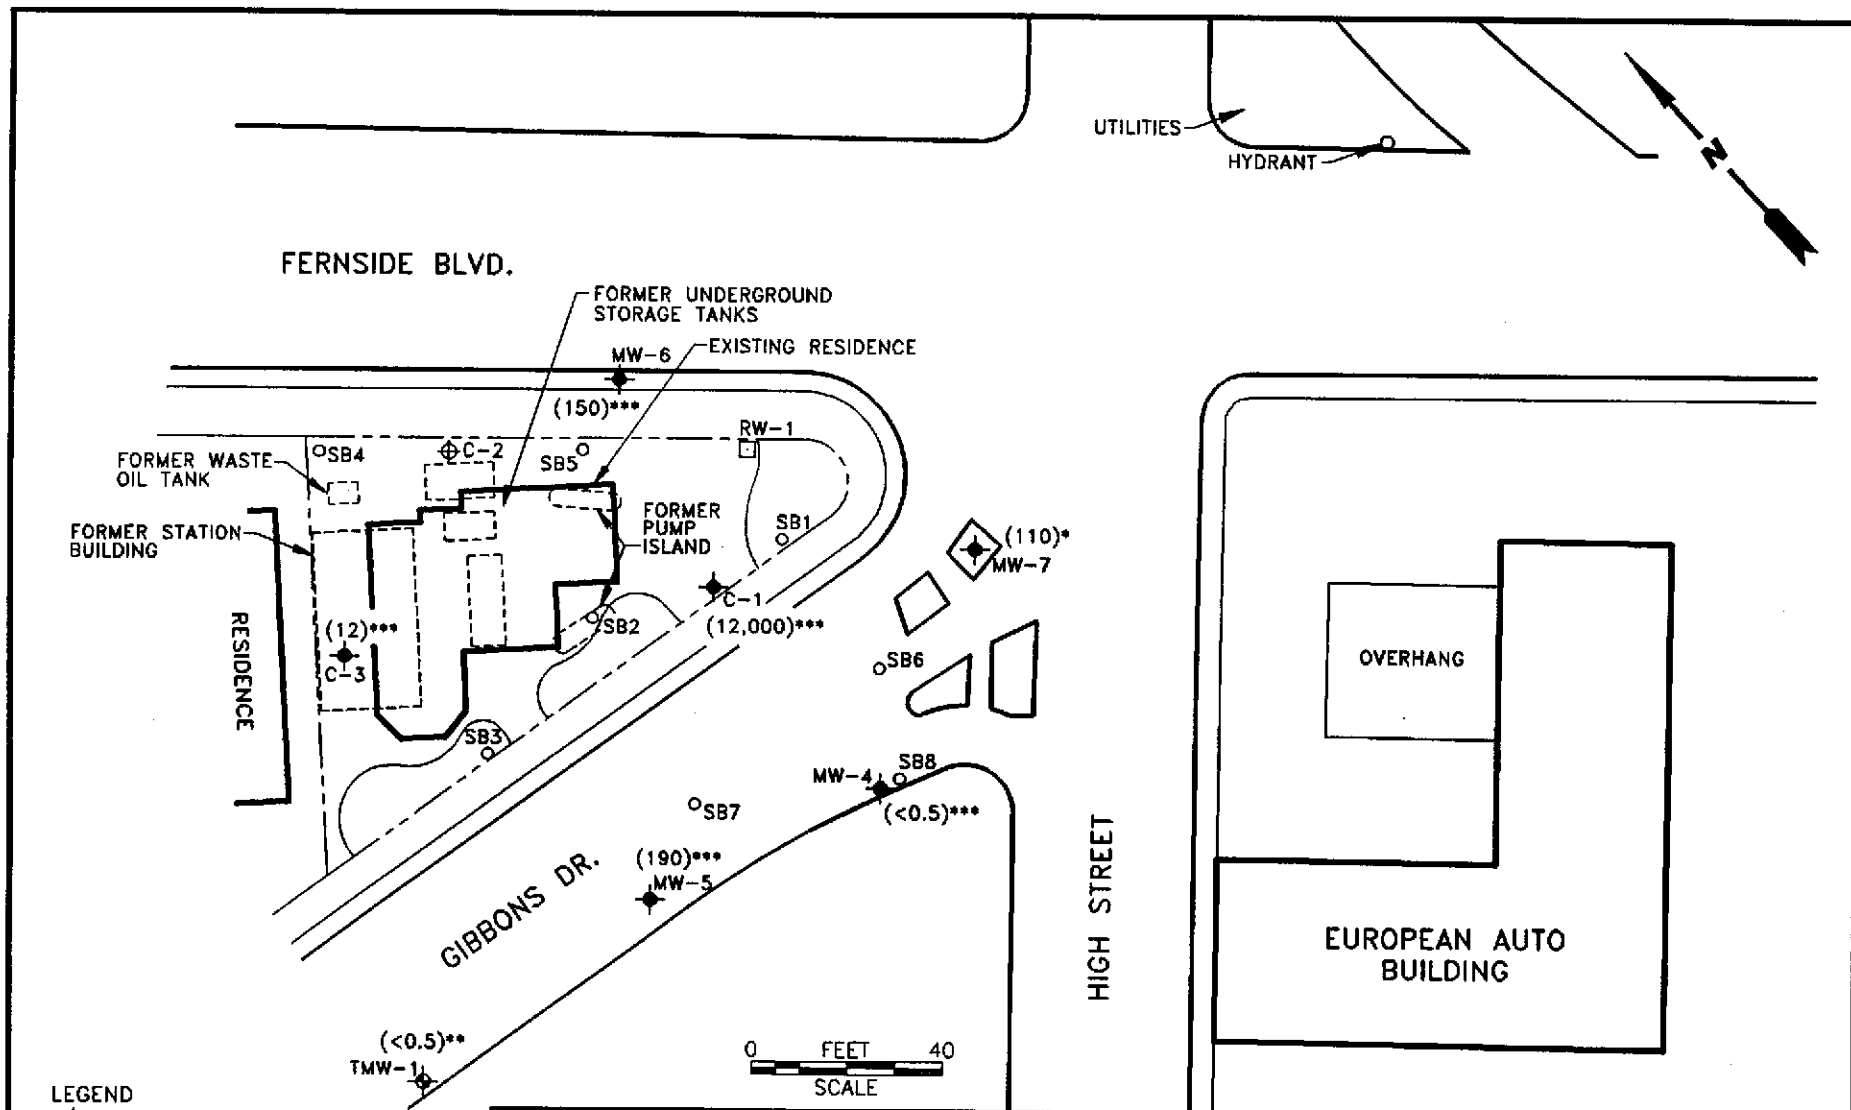 UTILITIES
HYDRANT
N
FERNSIDE BLVD.
FORMER UNDERGROUND
STORAGE TANKS
MW-6
EXISTING RESIDENCE
(150)***
RW-1
SB4
C-2
SB5
FORMER WASTE
OIL TANK
FORMER
PUMP
ISLAND
FORMER STATION
BUILDING
SB1
(110)*
MW-7
C-1
(12,000)***
SB2
RESIDENCE
(12)***
C-3
SB6
OVERHANG
SB3
MW-4
SB8
(<0.5)***
SB7
(190)***
MW-5
GIBBONS DR.
HIGH STREET
EUROPEAN AUTO
BUILDING
(<0.5)**
TMW-1
0 FEET 40
SCALE
LEGEND